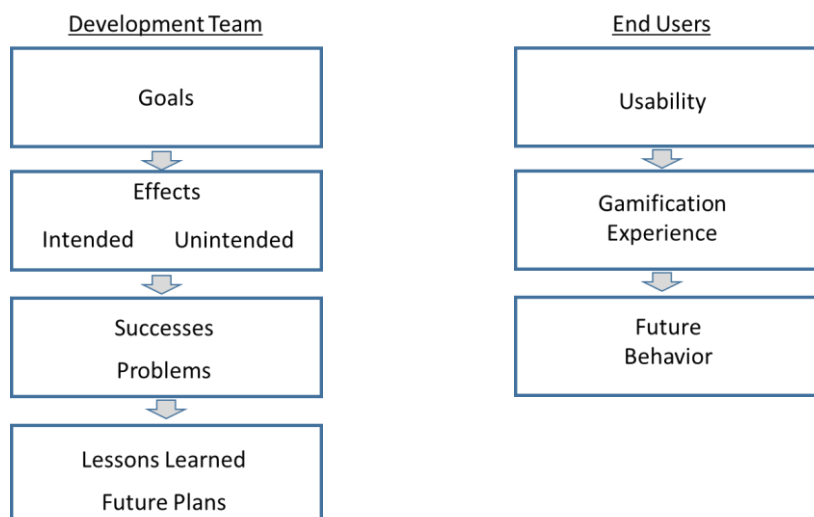 Development Team
Goals
Effects
Intended Unintended
Successes
Problems
Lessons Learned
Future Plans
End Users
Usability
Gamification
Experience
Future
Behavior